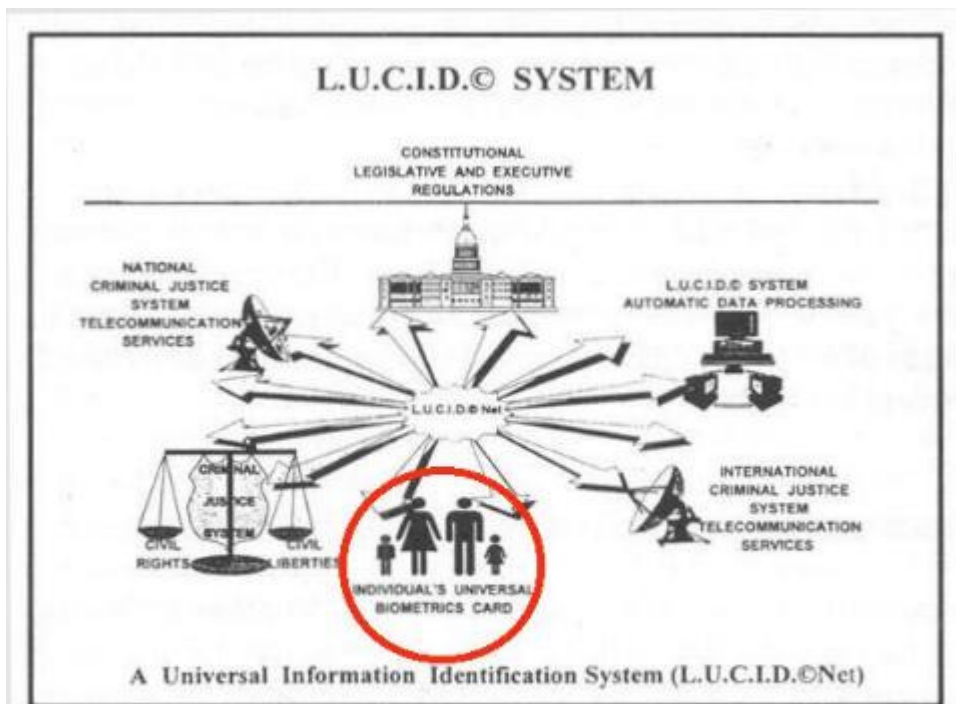 L.U.C.I.D.© SYSTEM
CONSTITUTIONAL
LEGISLATIVE AND EXECUTIVE
REGULATIONS
NATIONAL
CRIMINAL JUSTICE
SYSTEM
TELECOMMUNICATION
SERVICES
L.U.C.I.D.© SYSTEM
AUTOMATIC DATA PROCESSING
L.U.C.I.D.© Net
CRIMINAL
JUSTICE
SYSTEM
CIVIL
RIGHTS
CIVIL
LIBERTIES
INTERNATIONAL
CRIMINAL JUSTICE
SYSTEM
TELECOMMUNICATION
SERVICES
INDIVIDUAL'S UNIVERSAL
BIOMETRICS CARD
A Universal Information Identification System (L.U.C.I.D.©Net)